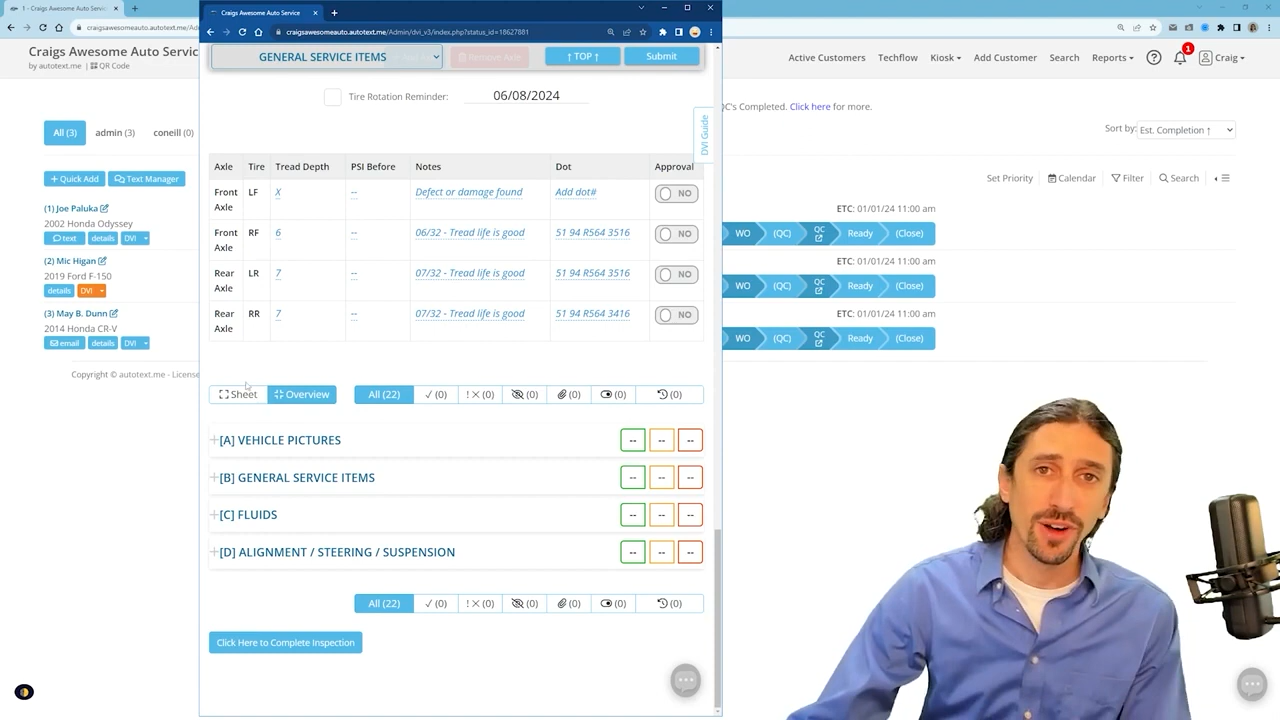 1 - Craigs Awesome Auto Service
Craigs Awesome Auto Service
craigsawesomeauto.autotext.me/Adm
craigsawesomeauto.autotext.me/Admin/dvi_v3/index.php?status_id=18627881
Craigs Awesome Auto Servic
by autotext.me | QR Code
Active Customers
Techflow
Kiosk
Add Customer
Search
Reports
1
Craig
QC's Completed. Click here for more.
Sort by:
Est. Completion ↑
All (3)
admin (3)
coneill (0)
+ Quick Add
Text Manager
Set Priority
Calendar
Filter
Search
(1) Joe Paluka
2002 Honda Odyssey
text
details
DVI
ETC: 01/01/24 11:00 am
WO
(QC)
QC
Ready
(Close)
(2) Mic Higan
2019 Ford F-150
details
DVI
ETC: 01/01/24 11:00 am
WO
(QC)
QC
Ready
(Close)
(3) May B. Dunn
2014 Honda CR-V
email
details
DVI
ETC: 01/01/24 11:00 am
WO
(QC)
QC
Ready
(Close)
Copyright © autotext.me - License
GENERAL SERVICE ITEMS
Remove Axle
↑ TOP ↑
Submit
Tire Rotation Reminder:
06/08/2024
DVI Guide
Axle Tire Tread Depth PSI Before Notes Dot Approval
Front Axle LF X -- Defect or damage found Add dot# NO
Front Axle RF 6 -- 06/32 - Tread life is good 51 94 R564 3516 NO
Rear Axle LR 7 -- 07/32 - Tread life is good 51 94 R564 3516 NO
Rear Axle RR 7 -- 07/32 - Tread life is good 51 94 R564 3416 NO
Sheet
Overview
All (22) ✓ (0) ! ✕ (0) (0) (0) (0) (0)
[A] VEHICLE PICTURES -- -- --
[B] GENERAL SERVICE ITEMS -- -- --
[C] FLUIDS -- -- --
[D] ALIGNMENT / STEERING / SUSPENSION -- -- --
All (22) ✓ (0) ! ✕ (0) (0) (0) (0) (0)
Click Here to Complete Inspection